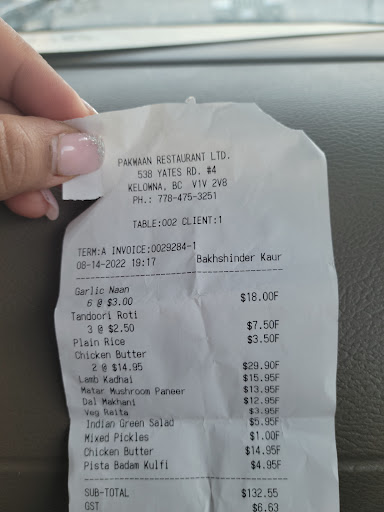 PAKWAAN RESTAURANT LTD.
538 YATES RD. #4
KELOWNA, BC V1V 2V8
PH.: 778-475-3251
TABLE:002 CLIENT:1
TERM:A INVOICE:0029284-1
08-14-2022 19:17 Bakhshinder Kaur
Garlic Naan
6 @ $3.00 $18.00F
Tandoori Roti
3 @ $2.50 $7.50F
Plain Rice $3.50F
Chicken Butter
2 @ $14.95 $29.90F
Lamb Kadhai $15.95F
Matar Mushroom Paneer $13.95F
Dal Makhani $12.95F
Veg Raita $3.95F
Indian Green Salad $5.95F
Mixed Pickles $1.00F
Chicken Butter $14.95F
Pista Badam Kulfi $4.95F
SUB-TOTAL $132.55
GST $6.63